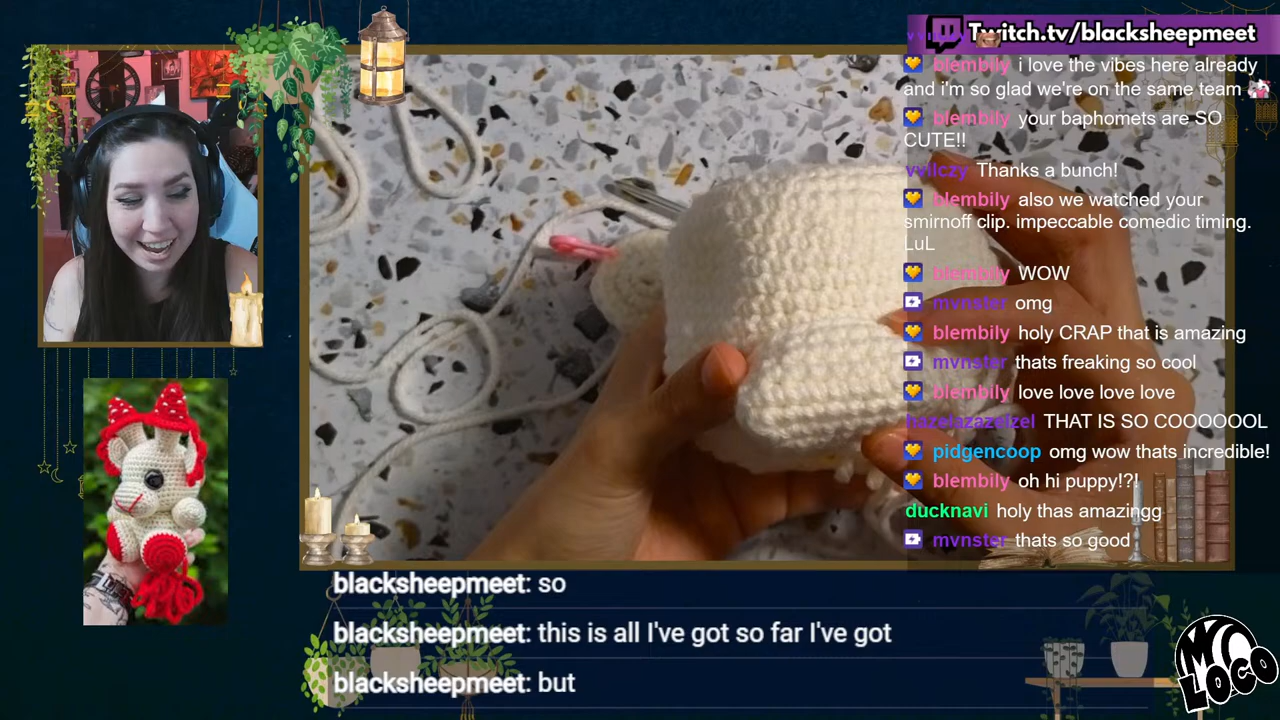 Twitch.tv/blacksheepmeet
blembily i love the vibes here already
and i'm so glad we're on the same team
blembily your baphomets are SO
CUTE!!
vvilczy Thanks a bunch!
blembily also we watched your
smirnoff clip. impeccable comedic timing.
LuL
blembily WOW
mvnster omg
blembily holy CRAP that is amazing
mvnster thats freaking so cool
blembily love love love love
hazelazazelzel THAT IS SO COOOOOOL
pidgencoop omg wow thats incredible!
blembily oh hi puppy!?!
ducknavi holy thas amazingg
mvnster thats so good
blacksheepmeet: so
blacksheepmeet: this is all I've got so far I've got
blacksheepmeet: but
MC
LOCO